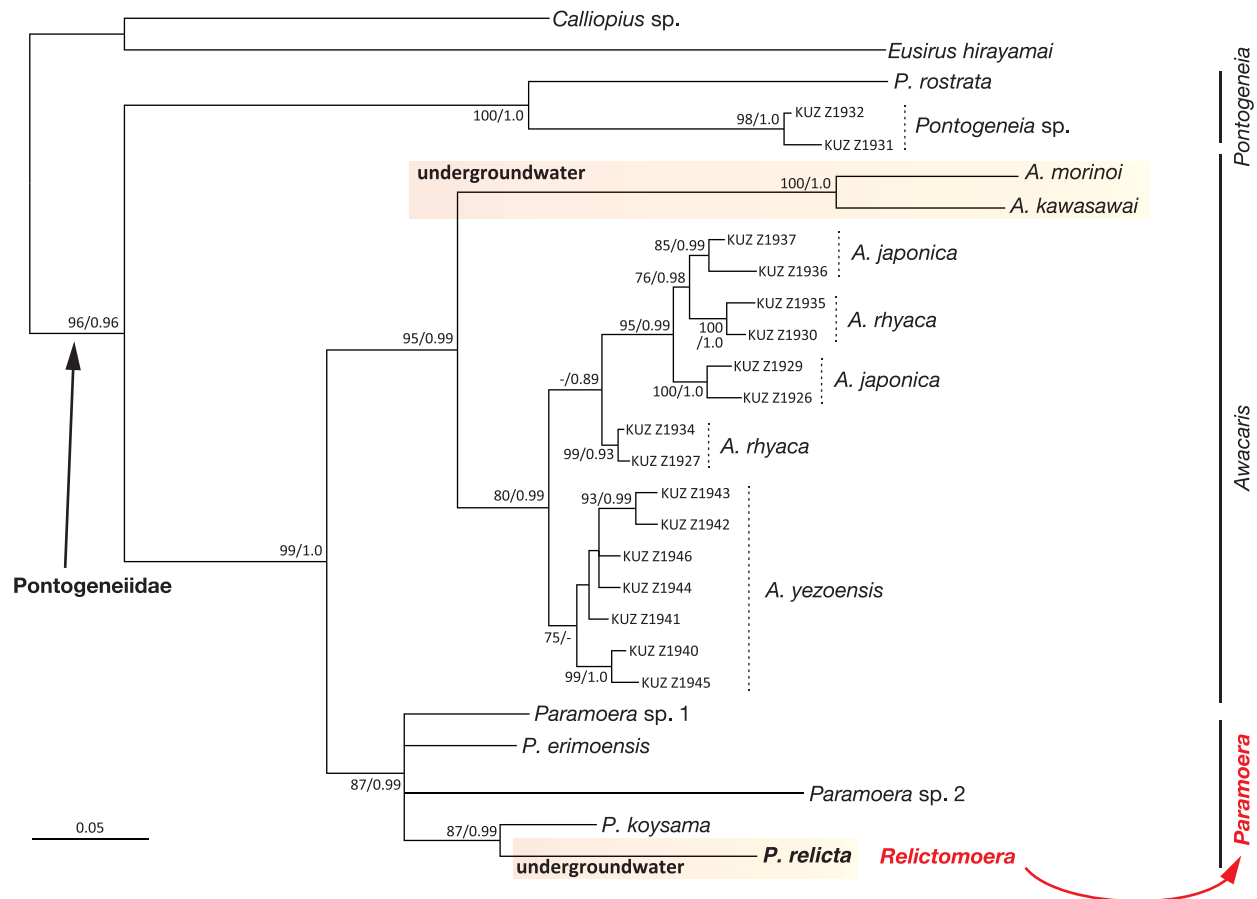 Calliopius sp.
Eusirus hirayamai
P. rostrata
100/1.0
KUZ Z1932
98/1.0
Pontogeneia sp.
KUZ Z1931
Pontogeneia
undergroundwater
A. morinoi
100/1.0
A. kawasawai
KUZ Z1937
85/0.99
A. japonica
KUZ Z1936
76/0.98
KUZ Z1935
A. rhyaca
100
/1.0
KUZ Z1930
95/0.99
95/0.99
96/0.96
KUZ Z1929
A. japonica
-/0.89
100/1.0
KUZ Z1926
KUZ Z1934
A. rhyaca
99/0.93
KUZ Z1927
Awacaris
80/0.99
93/0.99
KUZ Z1943
KUZ Z1942
KUZ Z1946
99/1.0
Pontogeneiidae
KUZ Z1944
A. yezoensis
KUZ Z1941
75/-
KUZ Z1940
99/1.0
KUZ Z1945
Paramoera sp. 1
P. erimoensis
87/0.99
Paramoera sp. 2
Paramoera
0.05
87/0.99
P. koysama
P. relicta
Relictomoera
undergroundwater